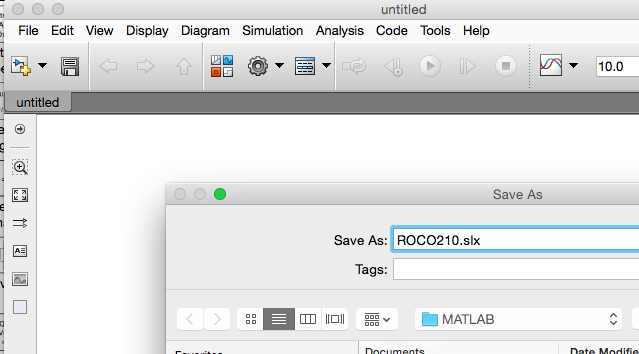 untitled
File Edit View Display Diagram Simulation Analysis Code Tools Help
10.0
untitled
Save As
Save As: ROCO210.slx
Tags:
MATLAB
Favorites Documents Date Modifie